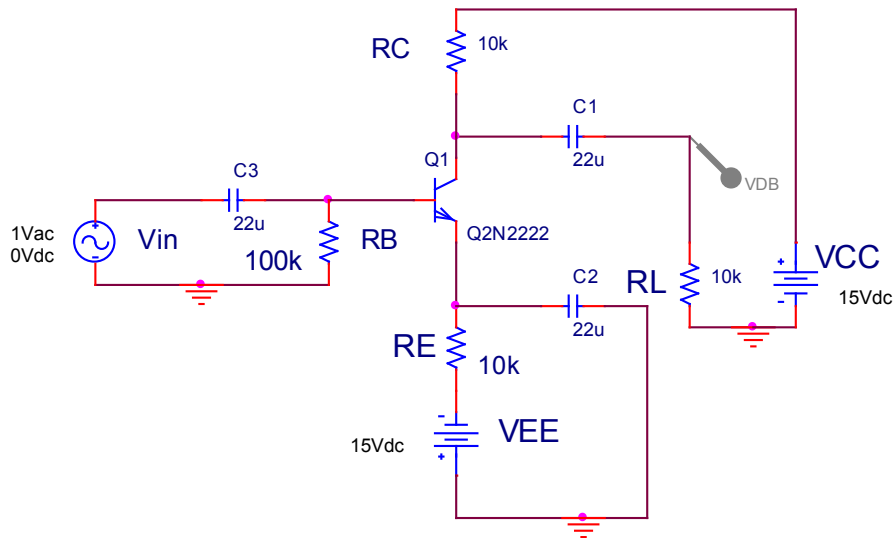 RC
10k
C1
22u
Q1
VDB
C3
22u
1Vac
0Vdc
Vin
100k
RB
Q2N2222
VCC
15Vdc
RL
10k
C2
22u
RE
10k
15Vdc
VEE